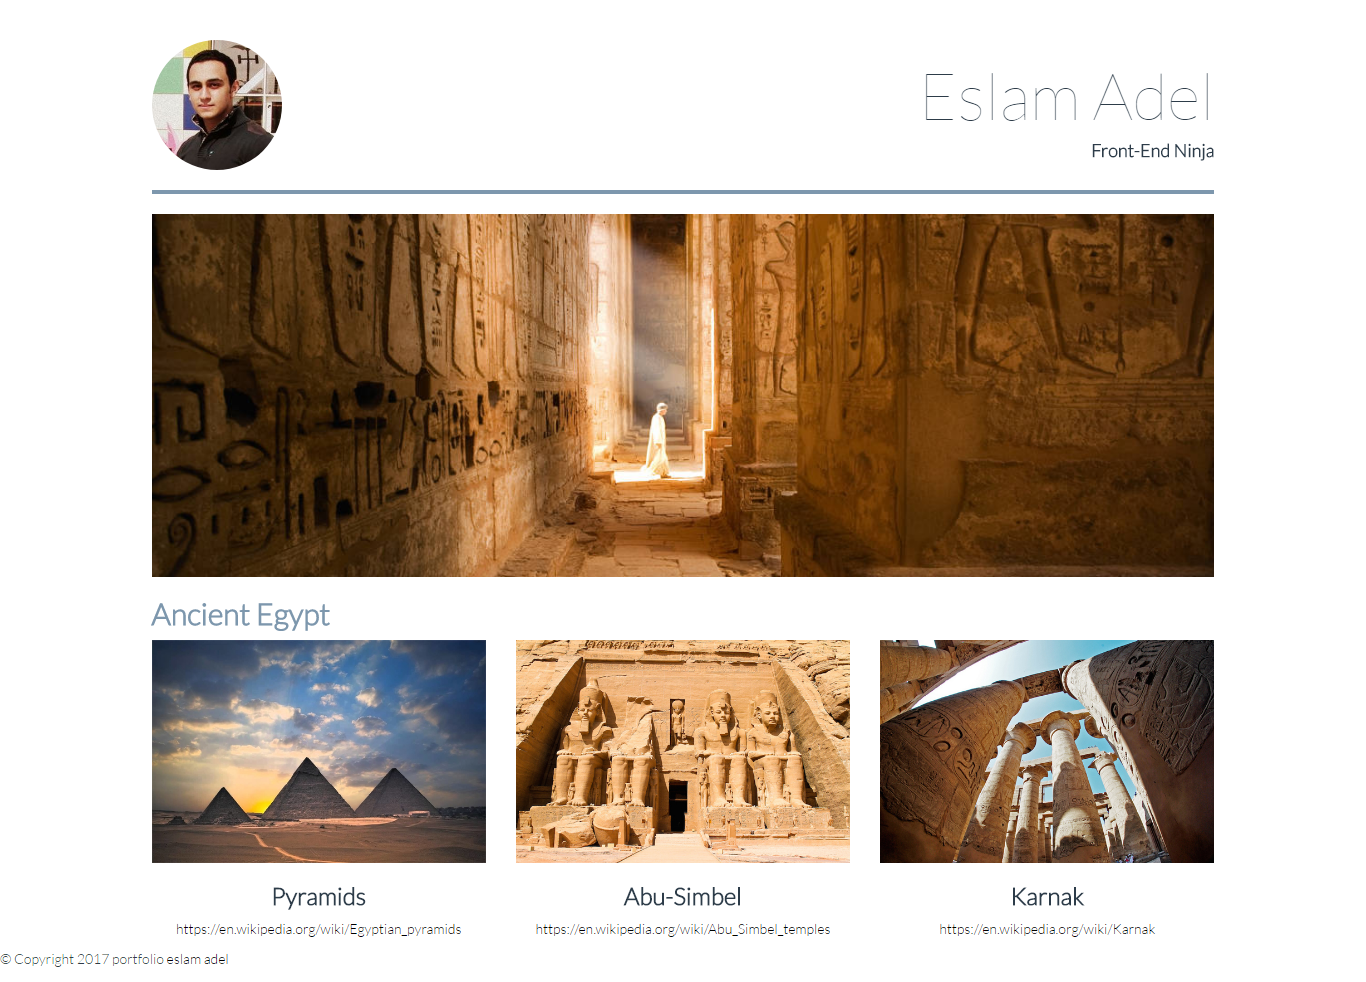 Eslam Adel
Front-End Ninja
Ancient Egypt
Pyramids
https://en.wikipedia.org/wiki/Egyptian_pyramids
Abu-Simbel
https://en.wikipedia.org/wiki/Abu_Simbel_temples
Karnak
https://en.wikipedia.org/wiki/Karnak
© Copyright 2017 portfolio eslam adel